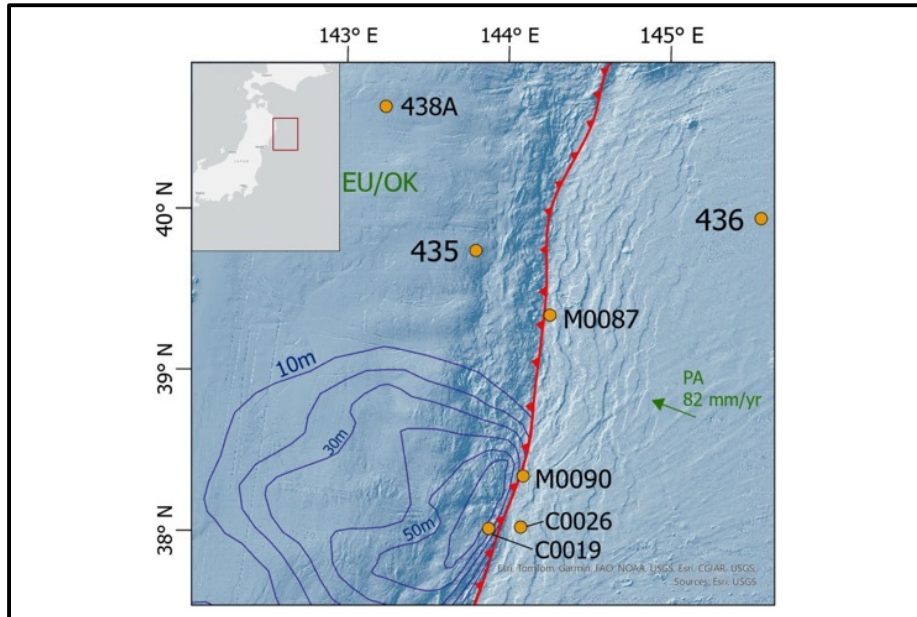 143° E
144° E
145° E
438A
EU/OK
40° N
436
435
M0087
39° N
10m
PA
82 mm/yr
30m
M0090
38° N
50m
C0026
C0019
Esri, TomTom, Garmin, FAO, NOAA, USGS, Esri, CGIAR, USGS,
Sources: Esri, USGS